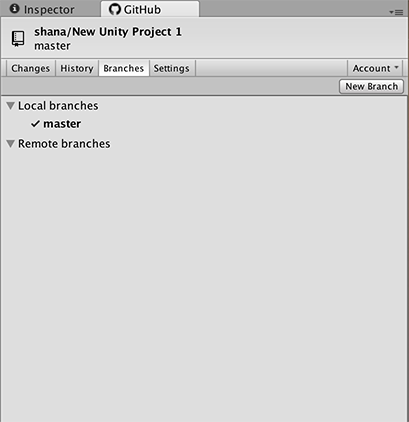 Inspector GitHub
shana/New Unity Project 1
master
Changes History Branches Settings Account
New Branch
Local branches
master
Remote branches